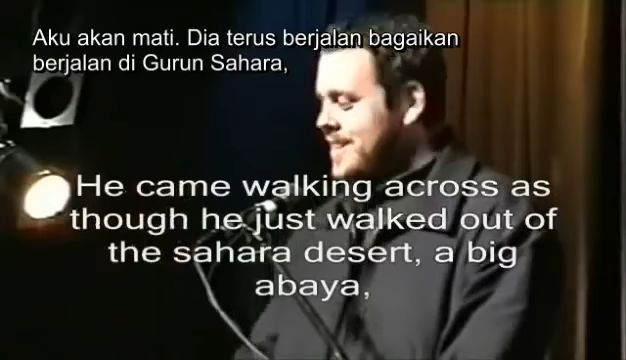 Aku akan mati. Dia terus berjalan bagaikan
berjalan di Gurun Sahara,
He came walking across as
though he just walked out of
the sahara desert, a big
abaya,